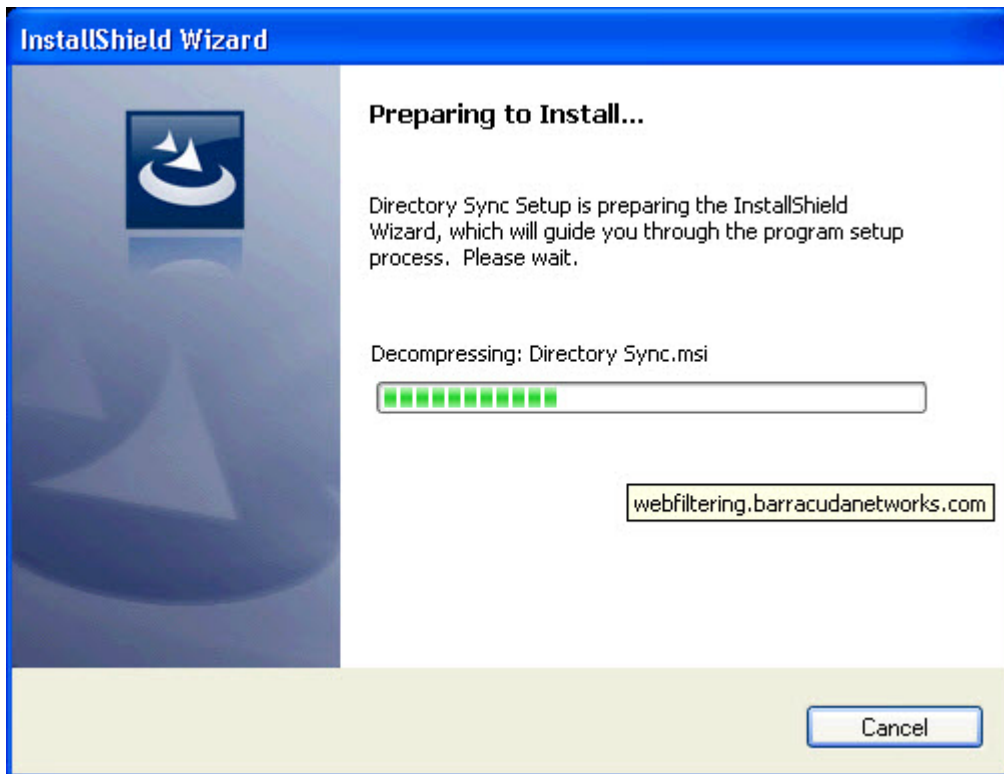 InstallShield Wizard
Preparing to Install...
Directory Sync Setup is preparing the InstallShield
Wizard, which will guide you through the program setup
process.  Please wait.
Decompressing: Directory Sync.msi
webfiltering.barracudanetworks.com
Cancel